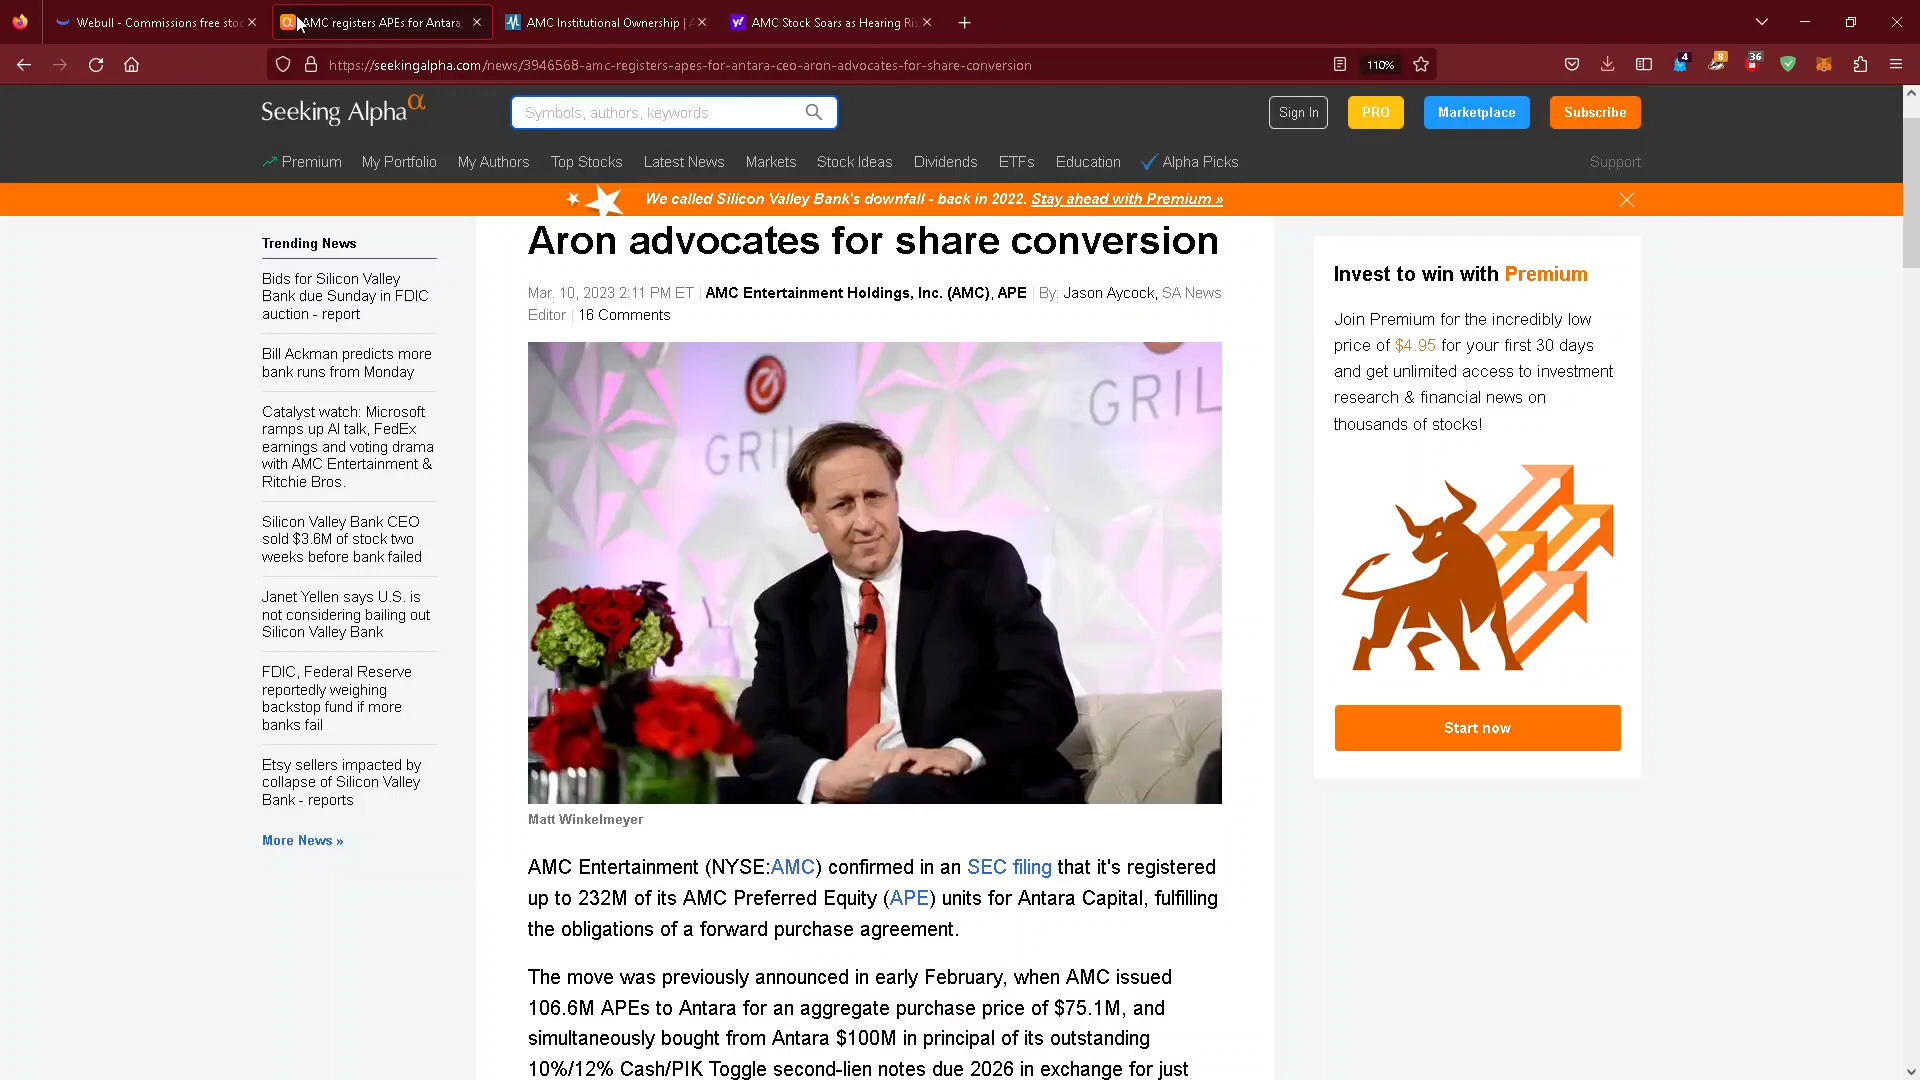 Webull - Commissions free sto
AMC registers APEs for Antara
AMC Institutional Ownership |
AMC Stock Soars as Hearing Ri
https://seekingalpha.com/news/3946568-amc-registers-apes-for-antara-ceo-aron-advocates-for-share-conversion
110%
4
8
36
Seeking Alpha α
Symbols, authors, keywords
Sign In
PRO
Marketplace
Subscribe
Premium
My Portfolio
My Authors
Top Stocks
Latest News
Markets
Stock Ideas
Dividends
ETFs
Education
Alpha Picks
Support
We called Silicon Valley Bank's downfall - back in 2022. Stay ahead with Premium »
Trending News
Bids for Silicon Valley
Bank due Sunday in FDIC
auction - report
Bill Ackman predicts more
bank runs from Monday
Catalyst watch: Microsoft
ramps up AI talk, FedEx
earnings and voting drama
with AMC Entertainment &
Ritchie Bros.
Silicon Valley Bank CEO
sold $3.6M of stock two
weeks before bank failed
Janet Yellen says U.S. is
not considering bailing out
Silicon Valley Bank
FDIC, Federal Reserve
reportedly weighing
backstop fund if more
banks fail
Etsy sellers impacted by
collapse of Silicon Valley
Bank - reports
More News »
Aron advocates for share conversion
Mar. 10, 2023 2:11 PM ET | AMC Entertainment Holdings, Inc. (AMC), APE | By: Jason Aycock, SA News
Editor | 16 Comments
GRIL
GRIL
Matt Winkelmeyer
AMC Entertainment (NYSE:AMC) confirmed in an SEC filing that it's registered
up to 232M of its AMC Preferred Equity (APE) units for Antara Capital, fulfilling
the obligations of a forward purchase agreement.
The move was previously announced in early February, when AMC issued
106.6M APEs to Antara for an aggregate purchase price of $75.1M, and
simultaneously bought from Antara $100M in principal of its outstanding
10%/12% Cash/PIK Toggle second-lien notes due 2026 in exchange for just
Invest to win with Premium
Join Premium for the incredibly low
price of $4.95 for your first 30 days
and get unlimited access to investment
research & financial news on
thousands of stocks!
Start now